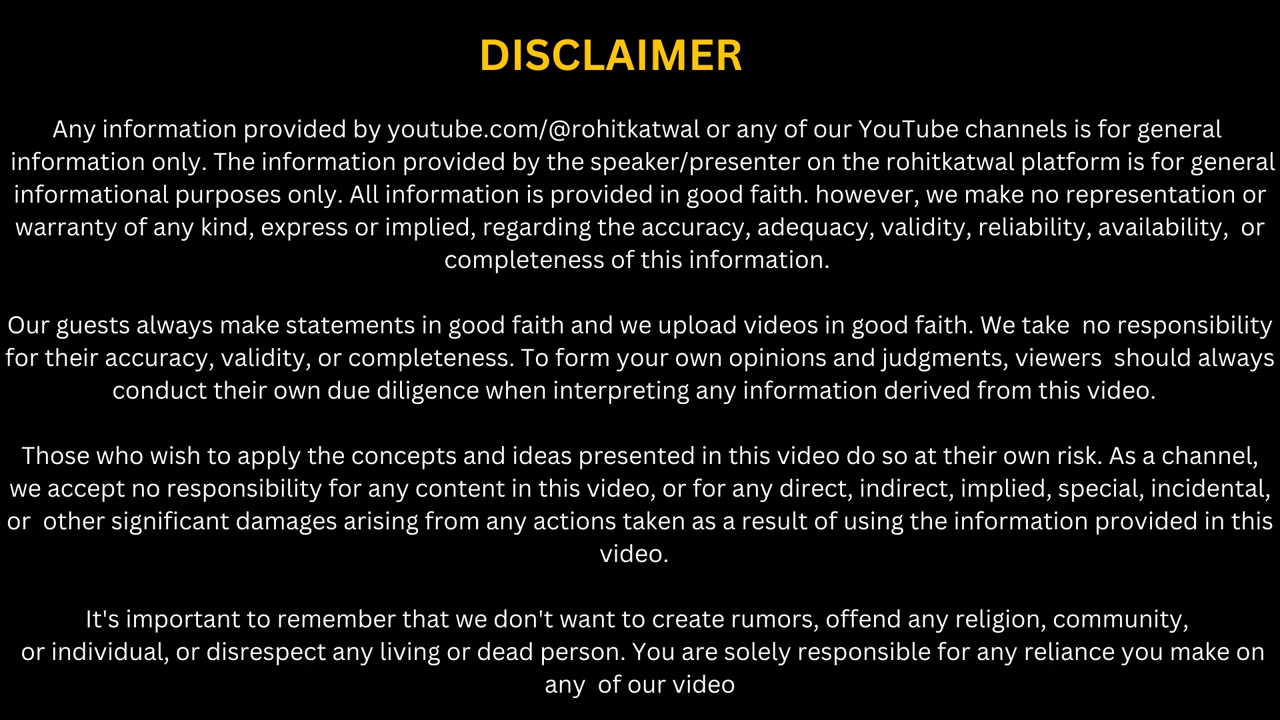 DISCLAIMER
Any information provided by youtube.com/@rohitkatwal or any of our YouTube channels is for general
information only. The information provided by the speaker/presenter on the rohitkatwal platform is for general
informational purposes only. All information is provided in good faith. however, we make no representation or
warranty of any kind, express or implied, regarding the accuracy, adequacy, validity, reliability, availability,  or
completeness of this information.
Our guests always make statements in good faith and we upload videos in good faith. We take  no responsibility
for their accuracy, validity, or completeness. To form your own opinions and judgments, viewers  should always
conduct their own due diligence when interpreting any information derived from this video.
Those who wish to apply the concepts and ideas presented in this video do so at their own risk. As a channel,
we accept no responsibility for any content in this video, or for any direct, indirect, implied, special, incidental,
or  other significant damages arising from any actions taken as a result of using the information provided in this
video.
It's important to remember that we don't want to create rumors, offend any religion, community,
or individual, or disrespect any living or dead person. You are solely responsible for any reliance you make on
any  of our video